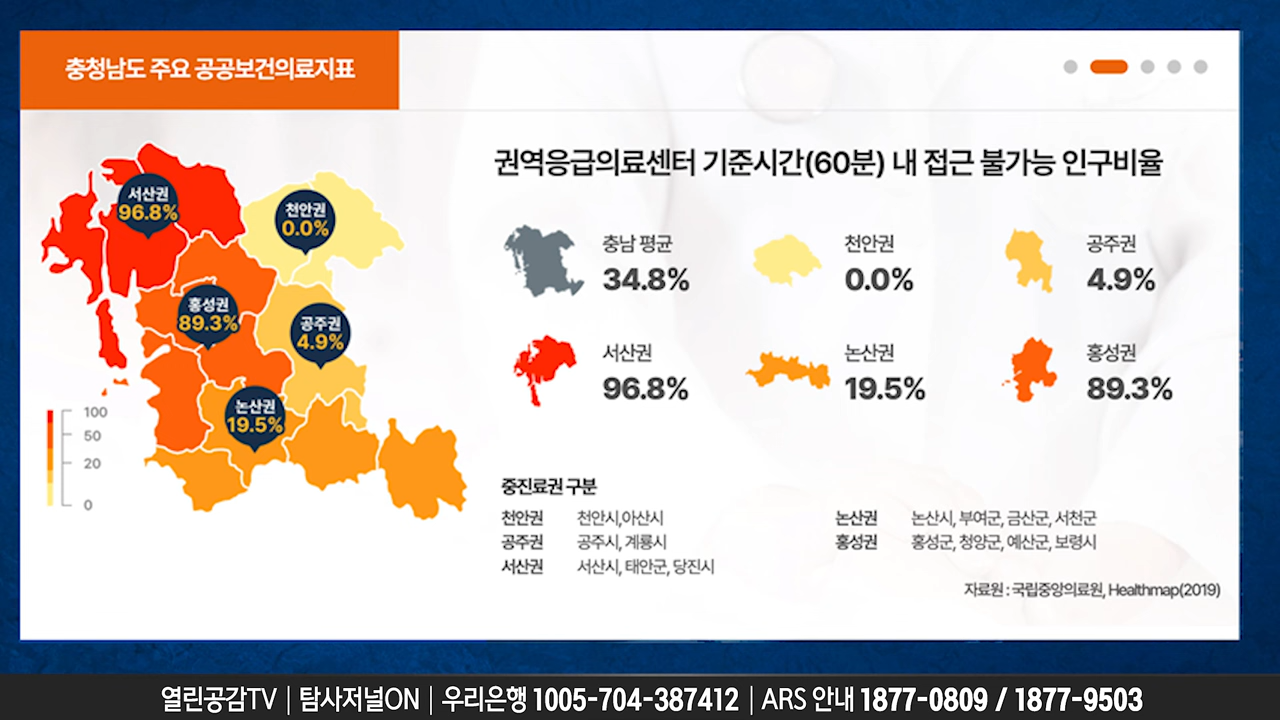 충청남도 주요 공공보건의료지표
권역응급의료센터 기준시간(60분) 내 접근 불가능 인구비율
서산권
96.8%
천안권
0.0%
홍성권
89.3%
공주권
4.9%
논산권
19.5%
100
50
20
0
충남 평균
34.8%
천안권
0.0%
공주권
4.9%
서산권
96.8%
논산권
19.5%
홍성권
89.3%
중진료권 구분
천안권 천안시,아산시
공주권 공주시, 계룡시
서산권 서산시, 태안군, 당진시
논산권 논산시, 부여군, 금산군, 서천군
홍성권 홍성군, 청양군, 예산군, 보령시
자료원 : 국립중앙의료원, Healthmap(2019)
열린공감TV | 탐사저널ON | 우리은행 1005-704-387412 | ARS 안내 1877-0809 / 1877-9503